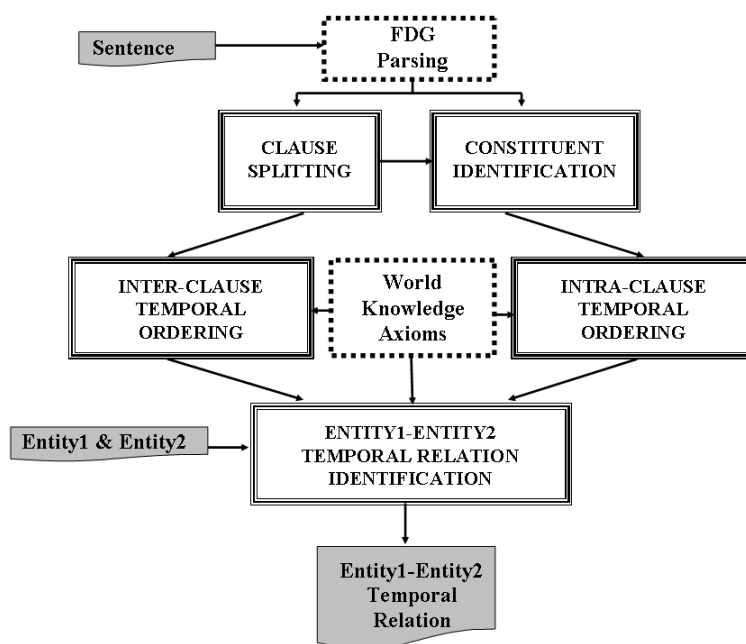 Sentence
FDG
Parsing
CLAUSE
SPLITTING
CONSTITUENT
IDENTIFICATION
INTER-CLAUSE
TEMPORAL
ORDERING
World
Knowledge
Axioms
INTRA-CLAUSE
TEMPORAL
ORDERING
Entity1 & Entity2
ENTITY1-ENTITY2
TEMPORAL RELATION
IDENTIFICATION
Entity1-Entity2
Temporal
Relation